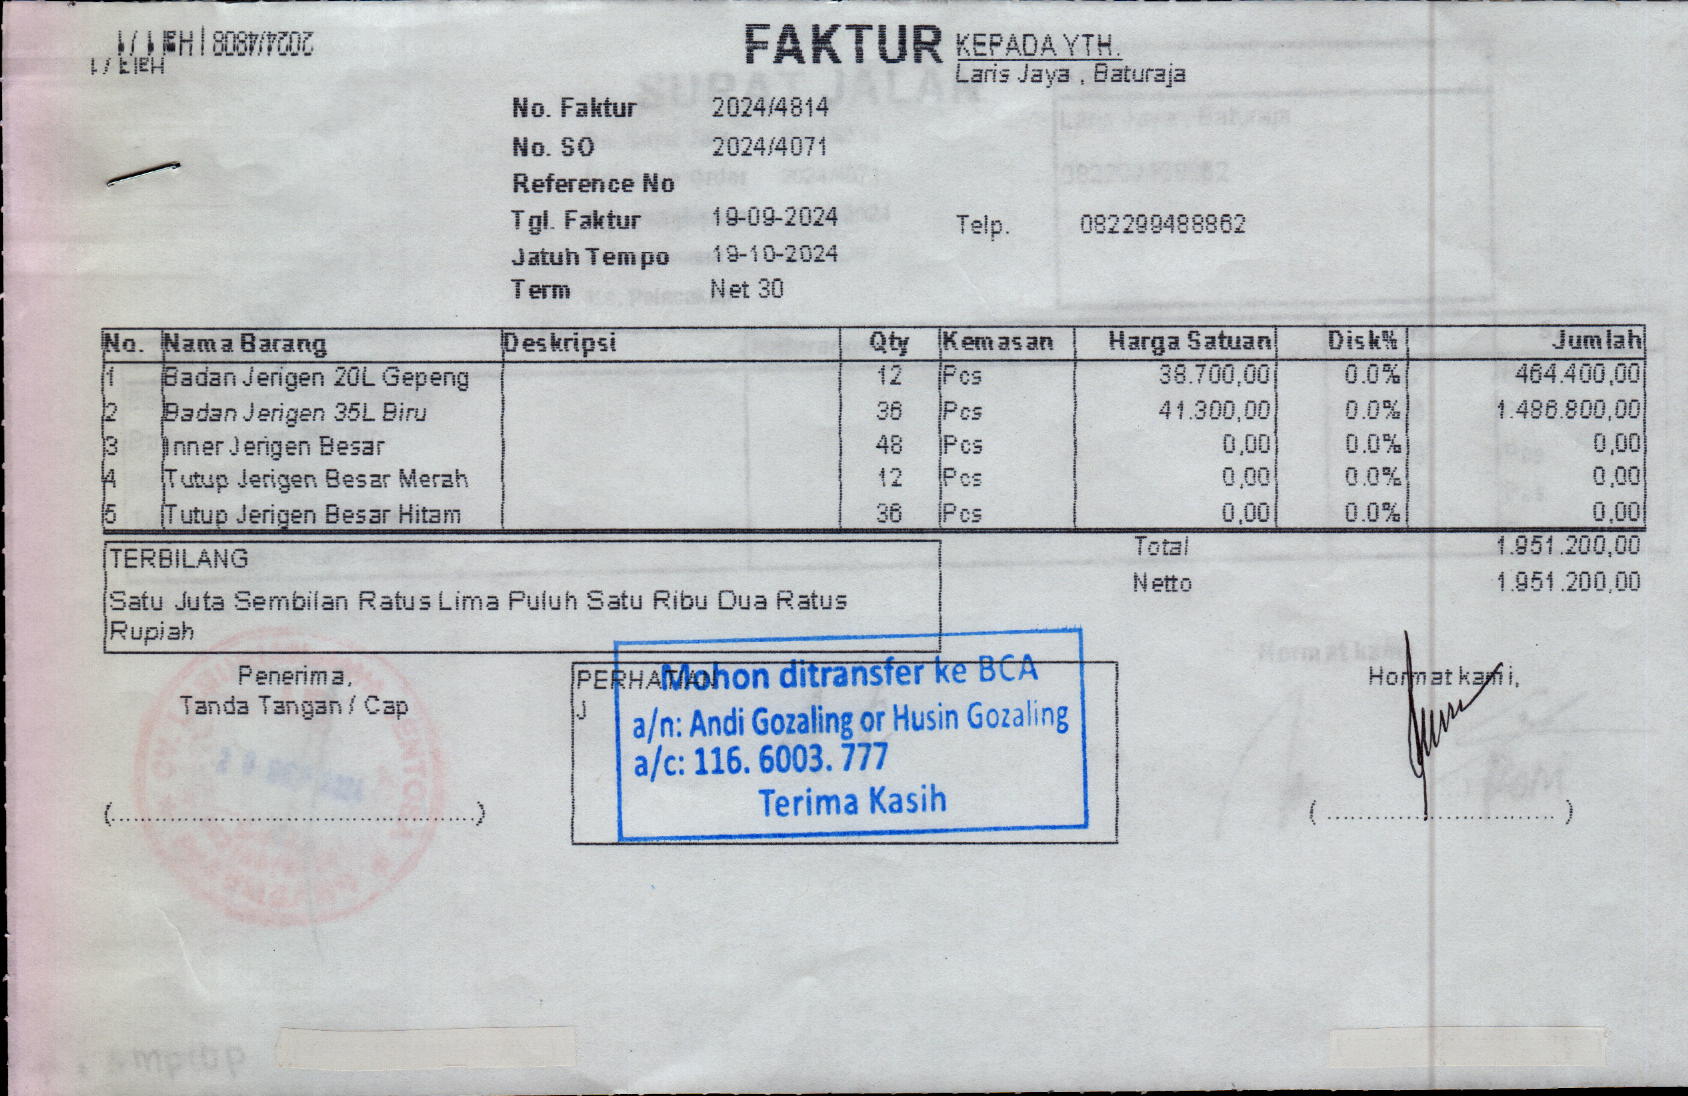 2024/4808 | Hal 1 / 1
Hal 1 / 1
FAKTUR
KEPADA YTH.
Laris Jaya , Baturaja
No. Faktur 2024/4814
No. SO 2024/4071
Reference No
Tgl. Faktur 19-09-2024
Telp. 082299488862
Jatuh Tempo 19-10-2024
Term Net 30
No. Nama Barang Deskripsi Qty Kemasan Harga Satuan Disk% Jumlah
1 Badan Jerigen 20L Gepeng 12 Pcs 38.700,00 0.0% 464.400,00
2 Badan Jerigen 35L Biru 36 Pcs 41.300,00 0.0% 1.486.800,00
3 Inner Jerigen Besar 48 Pcs 0,00 0.0% 0,00
4 Tutup Jerigen Besar Merah 12 Pcs 0,00 0.0% 0,00
5 Tutup Jerigen Besar Hitam 36 Pcs 0,00 0.0% 0,00
Total 1.951.200,00
Netto 1.951.200,00
TERBILANG
Satu Juta Sembilan Ratus Lima Puluh Satu Ribu Dua Ratus
Rupiah
Penerima,
Tanda Tangan / Cap
(....................................................)
PERHATIAN
J
Mohon ditransfer ke BCA
a/n: Andi Gozaling or Husin Gozaling
a/c: 116. 6003. 777
Terima Kasih
Hormat kami,
(................................)